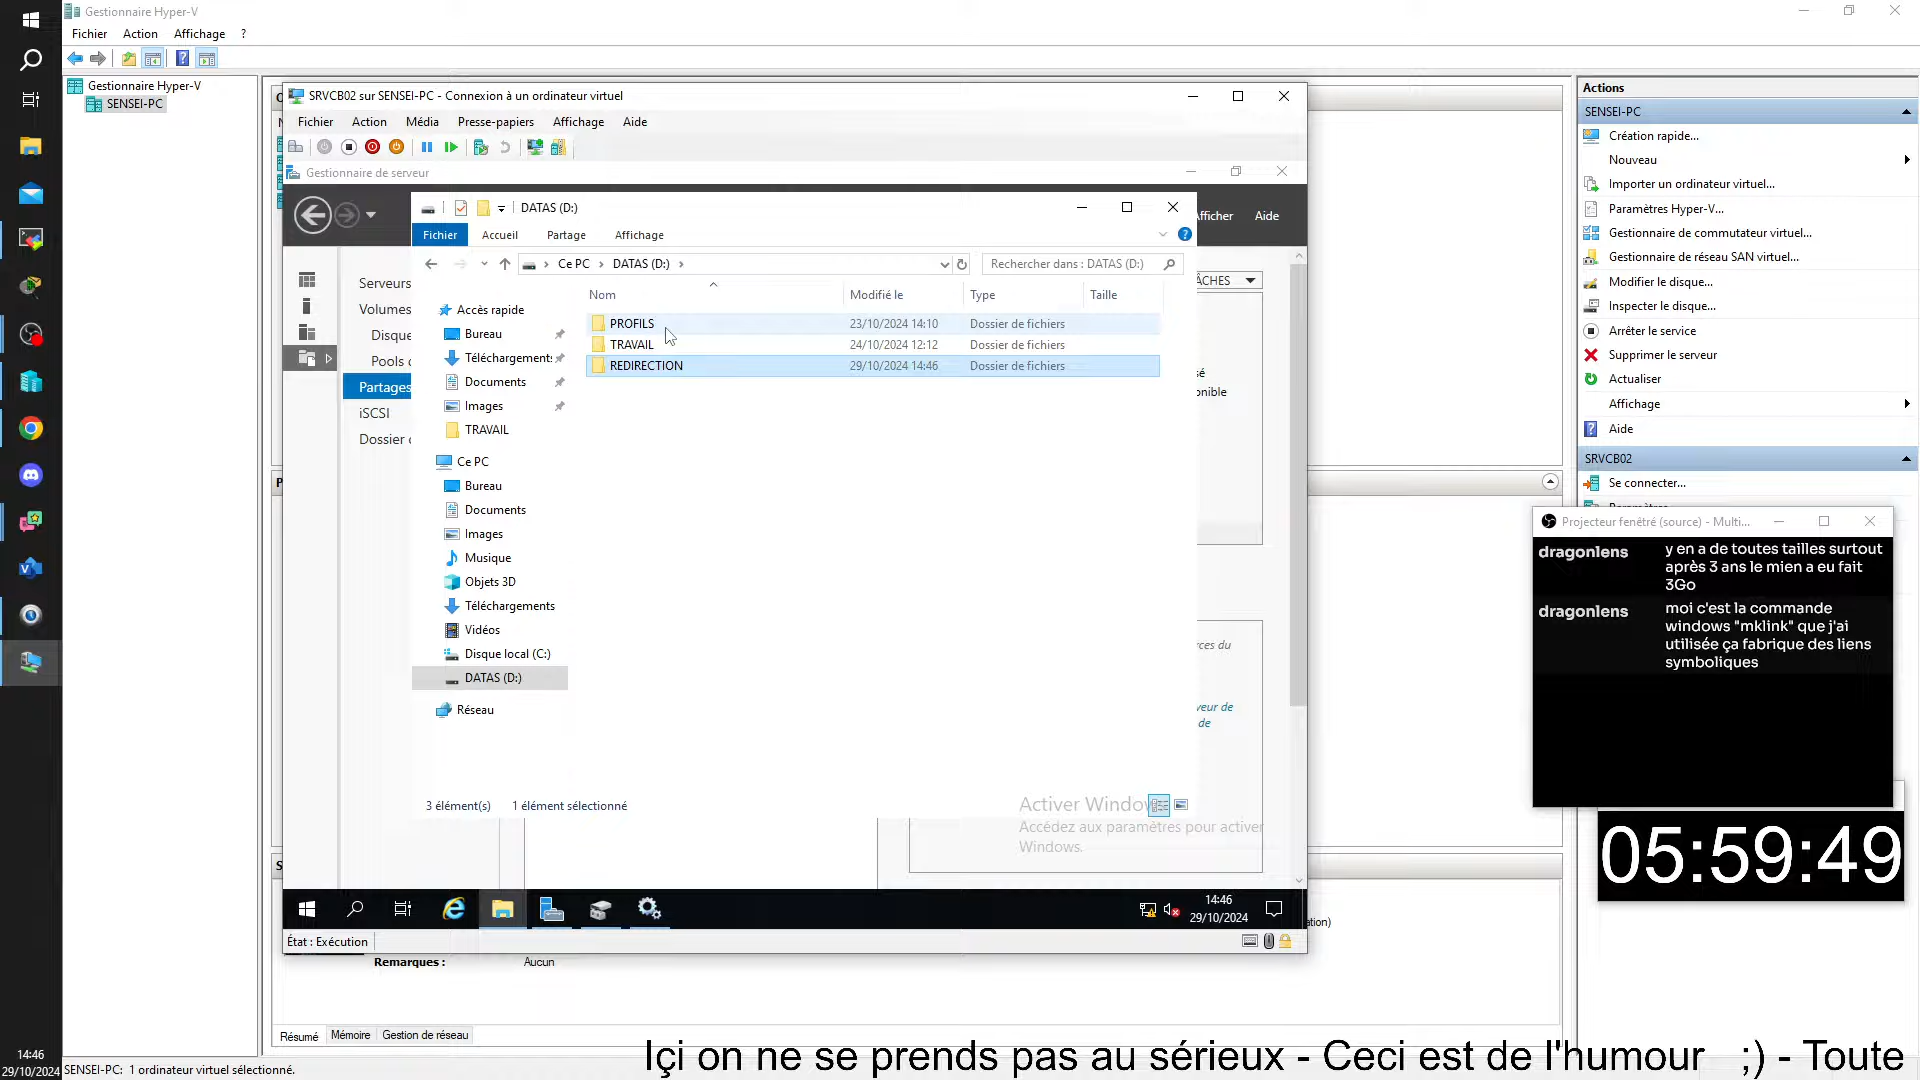 Gestionnaire Hyper-V
Fichier Action Affichage ?
Gestionnaire Hyper-V
SENSEI-PC
SRVCB02 sur SENSEI-PC - Connexion à un ordinateur virtuel
Fichier Action Média Presse-papiers Affichage Aide
Gestionnaire de serveur
Afficher Aide
ÂCHES
Serveurs
Volumes
Disque
Pools d
Partages
iSCSI
Dossier d
DATAS (D:)
Fichier Accueil Partage Affichage
Ce PC DATAS (D:)
Rechercher dans : DATAS (D:)
Nom Modifié le Type Taille
PROFILS 23/10/2024 14:10 Dossier de fichiers
TRAVAIL 24/10/2024 12:12 Dossier de fichiers
REDIRECTION 29/10/2024 14:46 Dossier de fichiers
Accès rapide
Bureau
Téléchargements
Documents
Images
TRAVAIL
Ce PC
Bureau
Documents
Images
Musique
Objets 3D
Téléchargements
Vidéos
Disque local (C:)
DATAS (D:)
Réseau
3 élément(s) 1 élément sélectionné
sé
onible
rces du
veur de
de
Activer Windo
Accédez aux paramètres pour activer
Windows.
14:46
29/10/2024
État : Exécution
Remarques : Aucun
ation)
Résumé Mémoire Gestion de réseau
SENSEI-PC: 1 ordinateur virtuel sélectionné.
14:46
29/10/2024
Actions
SENSEI-PC
Création rapide...
Nouveau
Importer un ordinateur virtuel...
Paramètres Hyper-V...
Gestionnaire de commutateur virtuel...
Gestionnaire de réseau SAN virtuel...
Modifier le disque...
Inspecter le disque...
Arrêter le service
Supprimer le serveur
Actualiser
Affichage
Aide
SRVCB02
Se connecter...
Projecteur fenêtré (source) - Multi...
dragonlens y en a de toutes tailles surtout
après 3 ans le mien a eu fait
3Go
dragonlens moi c'est la commande
windows "mklink" que j'ai
utilisée ça fabrique des liens
symboliques
05:59:49
Içi on ne se prends pas au sérieux - Ceci est de l'humour ;) - Toute